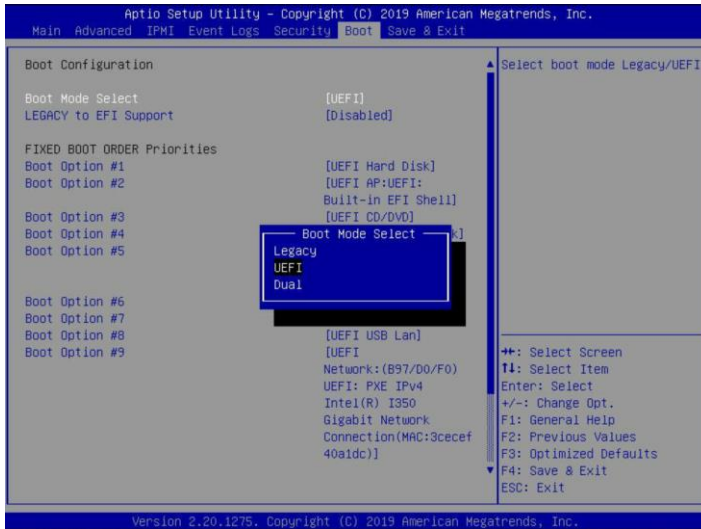 Aptio Setup Utility - Copyright (C) 2019 American Megatrends, Inc.
Main Advanced IPMI Event Logs Security Boot Save & Exit
Boot Configuration
Boot Mode Select [UEFI]
LEGACY to EFI Support [Disabled]
FIXED BOOT ORDER Priorities
Boot Option #1 [UEFI Hard Disk]
Boot Option #2 [UEFI AP:UEFI:
Built-in EFI Shell]
Boot Option #3 [UEFI CD/DVD]
Boot Option #4 k]
Boot Option #5
Boot Mode Select
Legacy
UEFI
Dual
Boot Option #6
Boot Option #7
Boot Option #8 [UEFI USB Lan]
Boot Option #9 [UEFI
Network:(B97/D0/F0)
UEFI: PXE IPv4
Intel(R) I350
Gigabit Network
Connection(MAC:3cecef
40a1dc)]
Select boot mode Legacy/UEFI
→←: Select Screen
↑↓: Select Item
Enter: Select
+/-: Change Opt.
F1: General Help
F2: Previous Values
F3: Optimized Defaults
F4: Save & Exit
ESC: Exit
Version 2.20.1275. Copyright (C) 2019 American Megatrends, Inc.